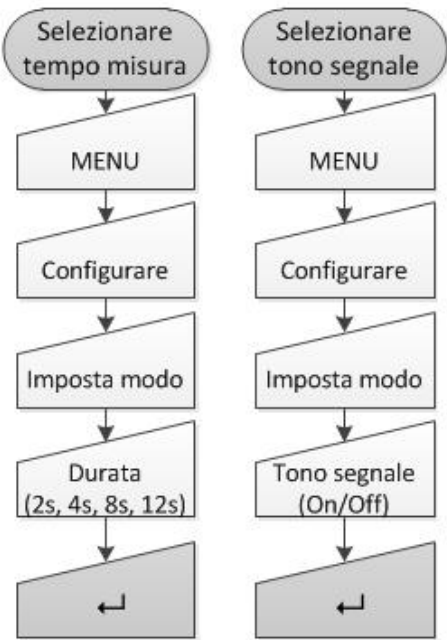 Selezionare
tempo misura
MENU
Configurare
Imposta modo
Durata
(2s, 4s, 8s, 12s)
↵
Selezionare
tono segnale
MENU
Configurare
Imposta modo
Tono segnale
(On/Off)
↵